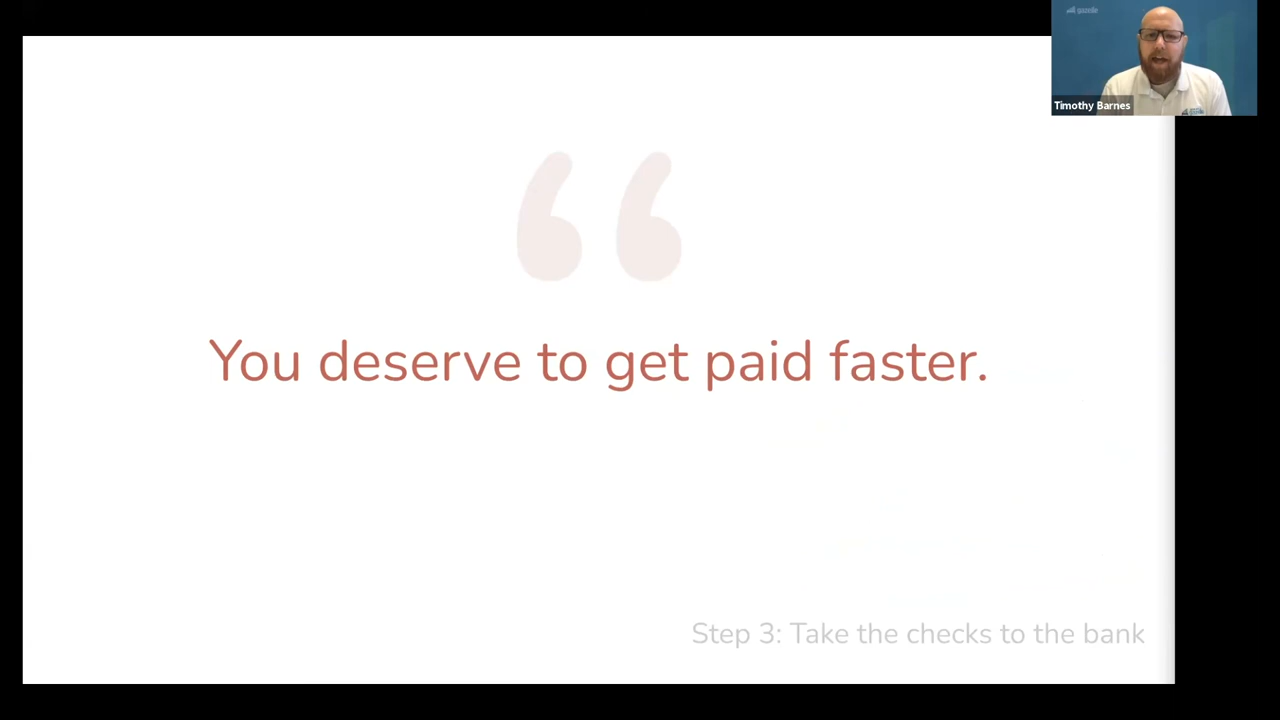 “
You deserve to get paid faster.
Step 3: Take the checks to the bank
Timothy Barnes